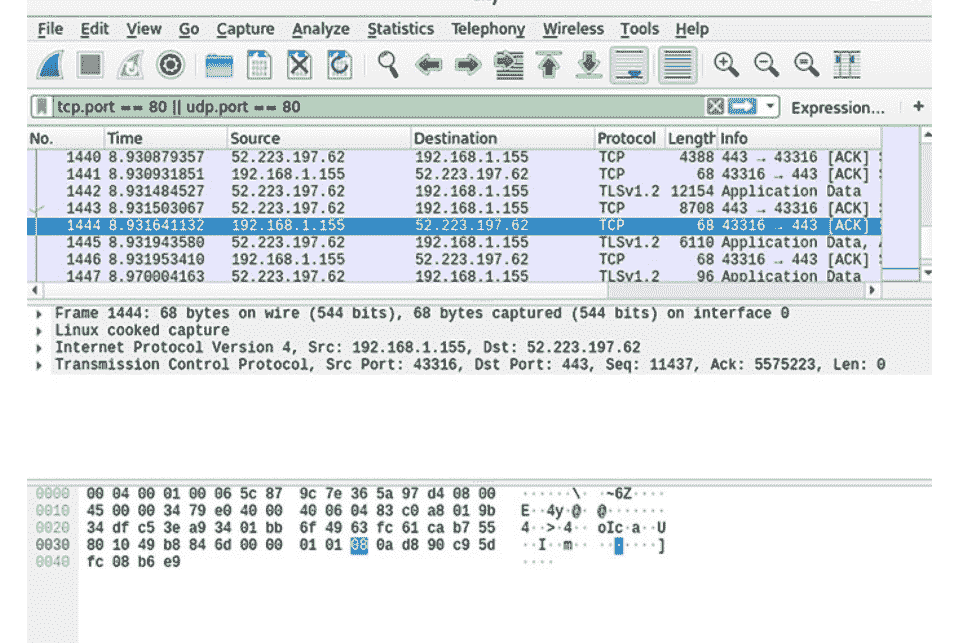 File Edit View Go Capture Analyze Statistics Telephony Wireless Tools Help
tcp.port == 80 || udp.port == 80 Expression... +
No. Time Source Destination Protocol Length Info
1440 8.930879357 52.223.197.62 192.168.1.155 TCP 4388 443 → 43316 [ACK]
1441 8.930931851 192.168.1.155 52.223.197.62 TCP 68 43316 → 443 [ACK]
1442 8.931484527 52.223.197.62 192.168.1.155 TLSv1.2 12154 Application Data
1443 8.931503067 52.223.197.62 192.168.1.155 TCP 8708 443 → 43316 [ACK]
1444 8.931641132 192.168.1.155 52.223.197.62 TCP 68 43316 → 443 [ACK]
1445 8.931943580 52.223.197.62 192.168.1.155 TLSv1.2 6110 Application Data,
1446 8.931953410 192.168.1.155 52.223.197.62 TCP 68 43316 → 443 [ACK]
1447 8.970004163 52.223.197.62 192.168.1.155 TLSv1.2 96 Application Data
Frame 1444: 68 bytes on wire (544 bits), 68 bytes captured (544 bits) on interface 0
Linux cooked capture
Internet Protocol Version 4, Src: 192.168.1.155, Dst: 52.223.197.62
Transmission Control Protocol, Src Port: 43316, Dst Port: 443, Seq: 11437, Ack: 5575223, Len: 0
0000 00 04 00 01 00 06 5c 87 9c 7e 36 5a 97 d4 08 00 ······\· ·~6Z····
0010 45 00 00 34 79 e0 40 00 40 06 04 83 c0 a8 01 9b E··4y·@· @·······
0020 34 df c5 3e a9 34 01 bb 6f 49 63 fc 61 ca b7 55 4··>·4·· oIc·a··U
0030 80 10 49 b8 84 6d 00 00 01 01 08 0a d8 90 c9 5d ··I··m·· ·······]
0040 fc 08 b6 e9 ····